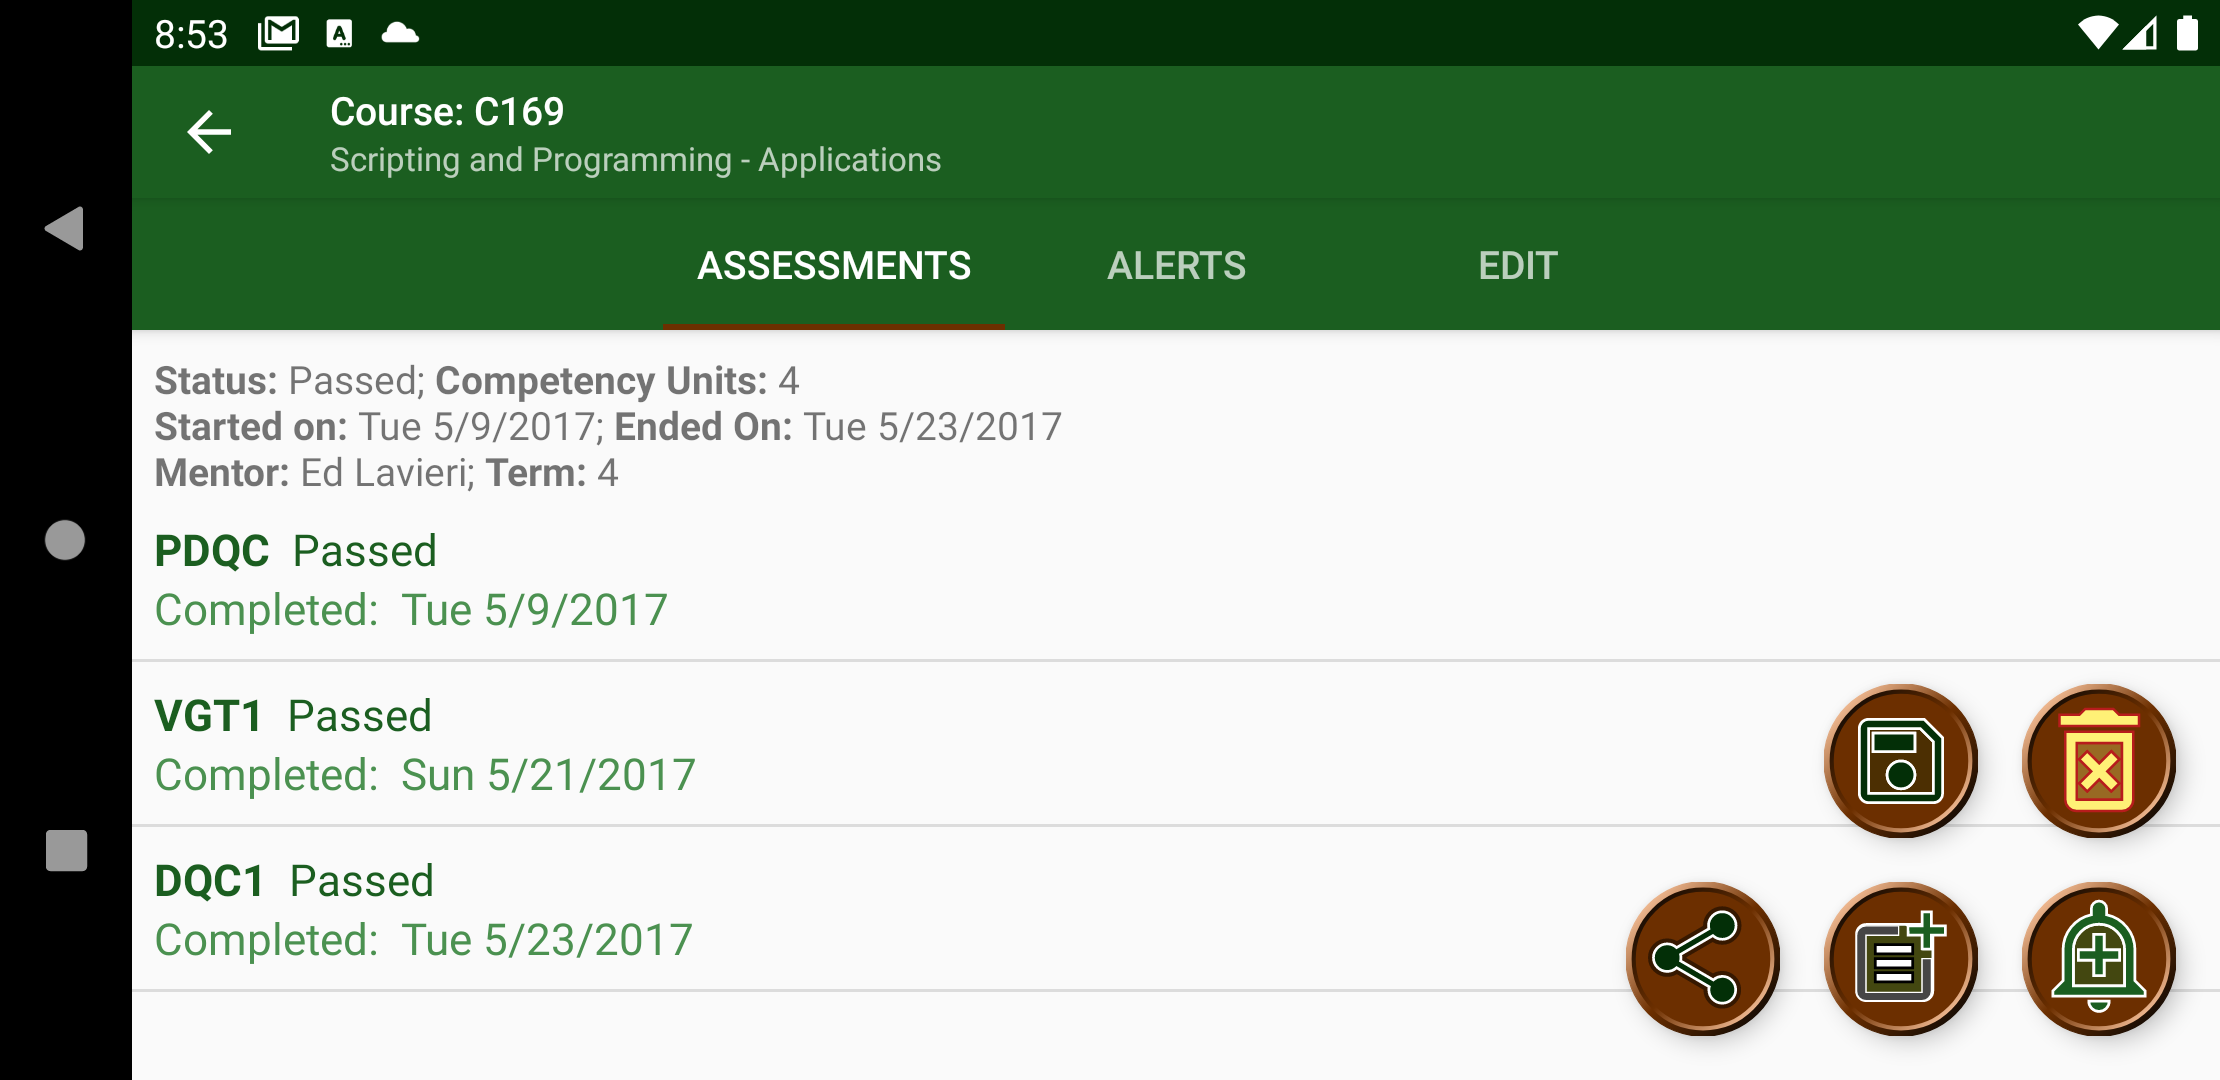 8:53
Course: C169
Scripting and Programming - Applications
ASSESSMENTS ALERTS EDIT
Status: Passed; Competency Units: 4
Started on: Tue 5/9/2017; Ended On: Tue 5/23/2017
Mentor: Ed Lavieri; Term: 4
PDQC Passed
Completed: Tue 5/9/2017
VGT1 Passed
Completed: Sun 5/21/2017
DQC1 Passed
Completed: Tue 5/23/2017